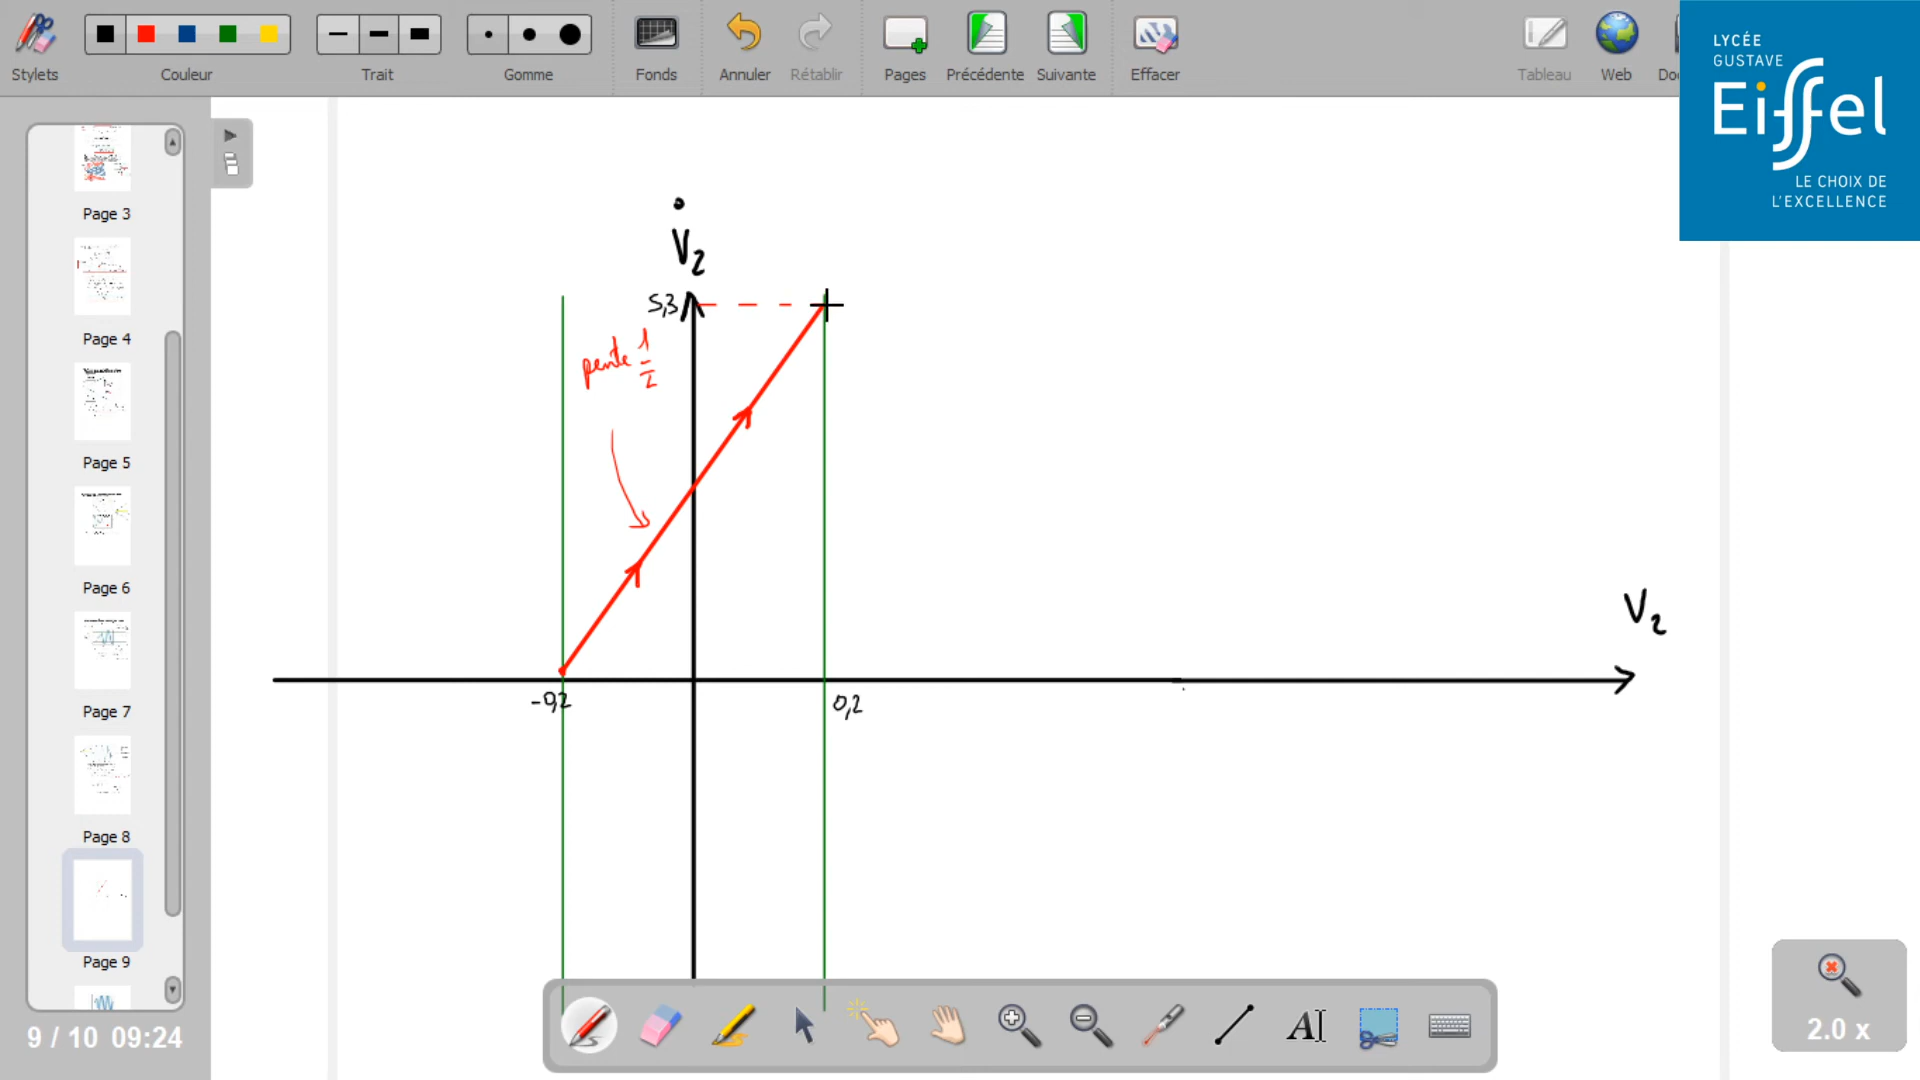 Stylets
Couleur
Trait
Gomme
Fonds
Annuler
Rétablir
Pages
Précédente
Suivante
Effacer
Tableau
Web
LYCÉE
GUSTAVE
Eiffel
LE CHOIX DE
L'EXCELLENCE
Page 3
Page 4
Page 5
Page 6
Page 7
Page 8
Page 9
V2
5,3
pente 1/2
V2
-0,2
0,2
9 / 10 09:24
2.0 x